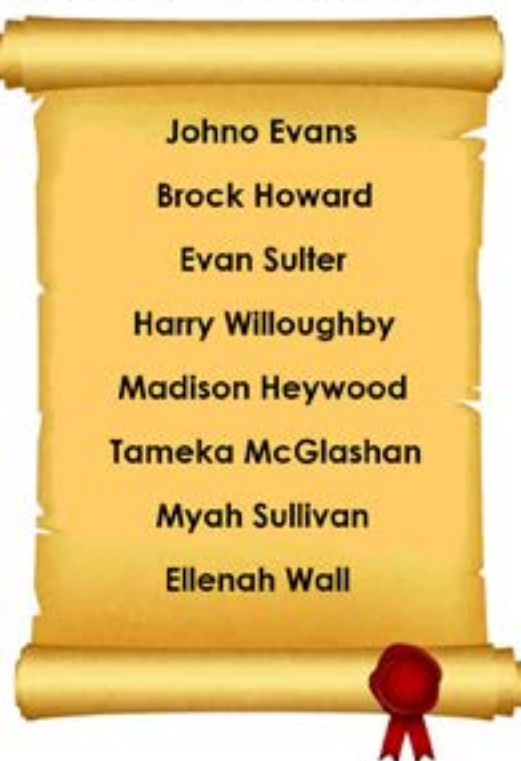 Johno Evans
Brock Howard
Evan Sulter
Harry Willoughby
Madison Heywood
Tameka McGlashan
Myah Sullivan
Ellenah Wall